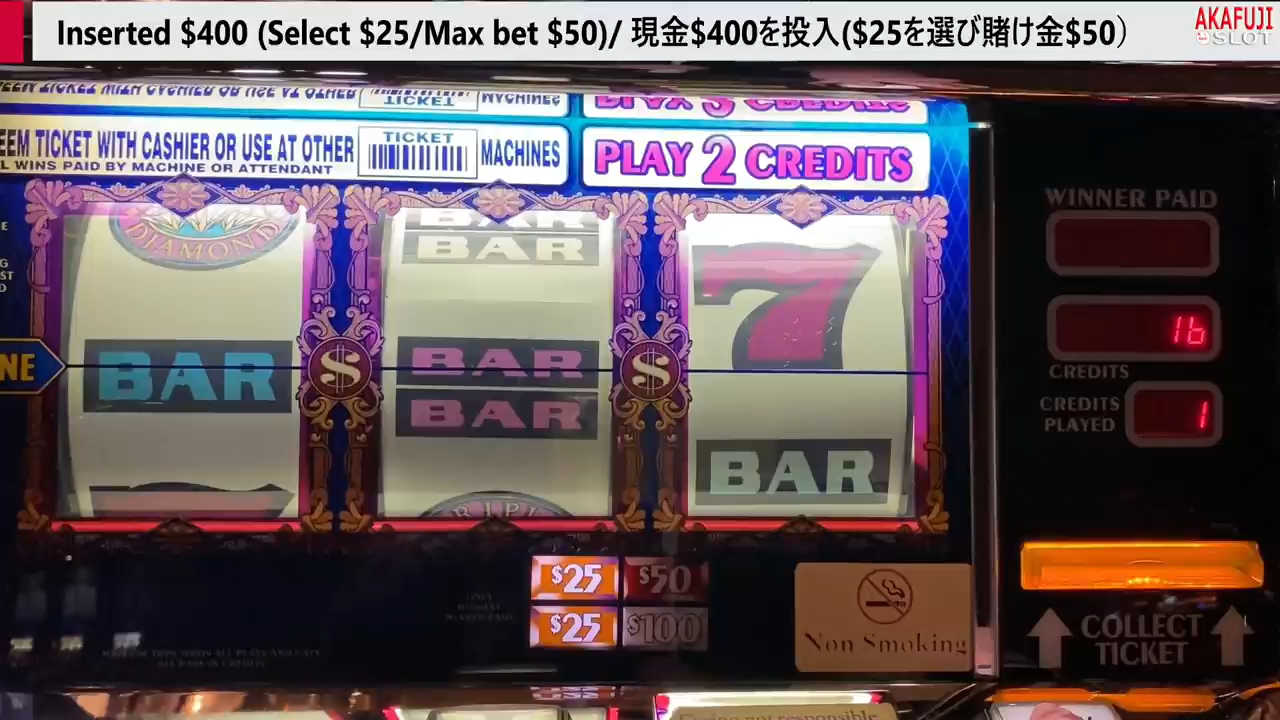 Inserted $400 (Select $25/Max bet $50)/ 現金$400を投入($25を選び賭け金$50）
AKAFUJI
SLOT
TICKET
MACHINES
EEM TICKET WITH CASHIER OR USE AT OTHER
L WINS PAID BY MACHINE OR ATTENDANT
TICKET
MACHINES
PLAY 2 CREDITS
WINNER PAID
DIAMOND
BAR
BAR
7
16
CREDITS
NE
BAR
$
BAR
BAR
$
BAR
CREDITS
PLAYED
1
$25
$50
$25
$100
Non Smoking
COLLECT
TICKET